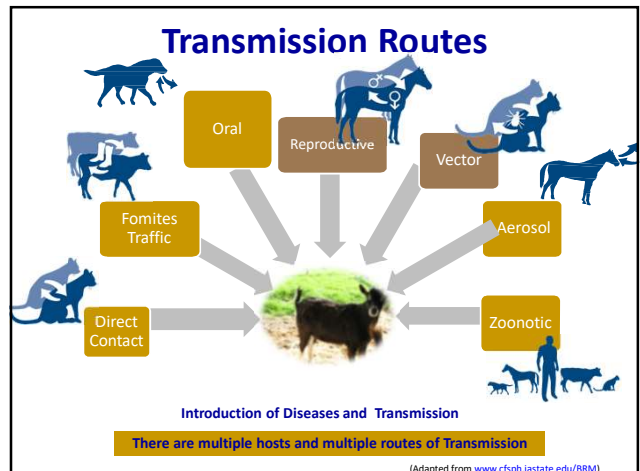 Transmission Routes
Oral
Reproductive
Vector
Fomites
Traffic
Aerosol
Direct
Contact
Zoonotic
Introduction of Diseases and Transmission
There are multiple hosts and multiple routes of Transmission
(Adapted from www.cfsph.iastate.edu/BRM)